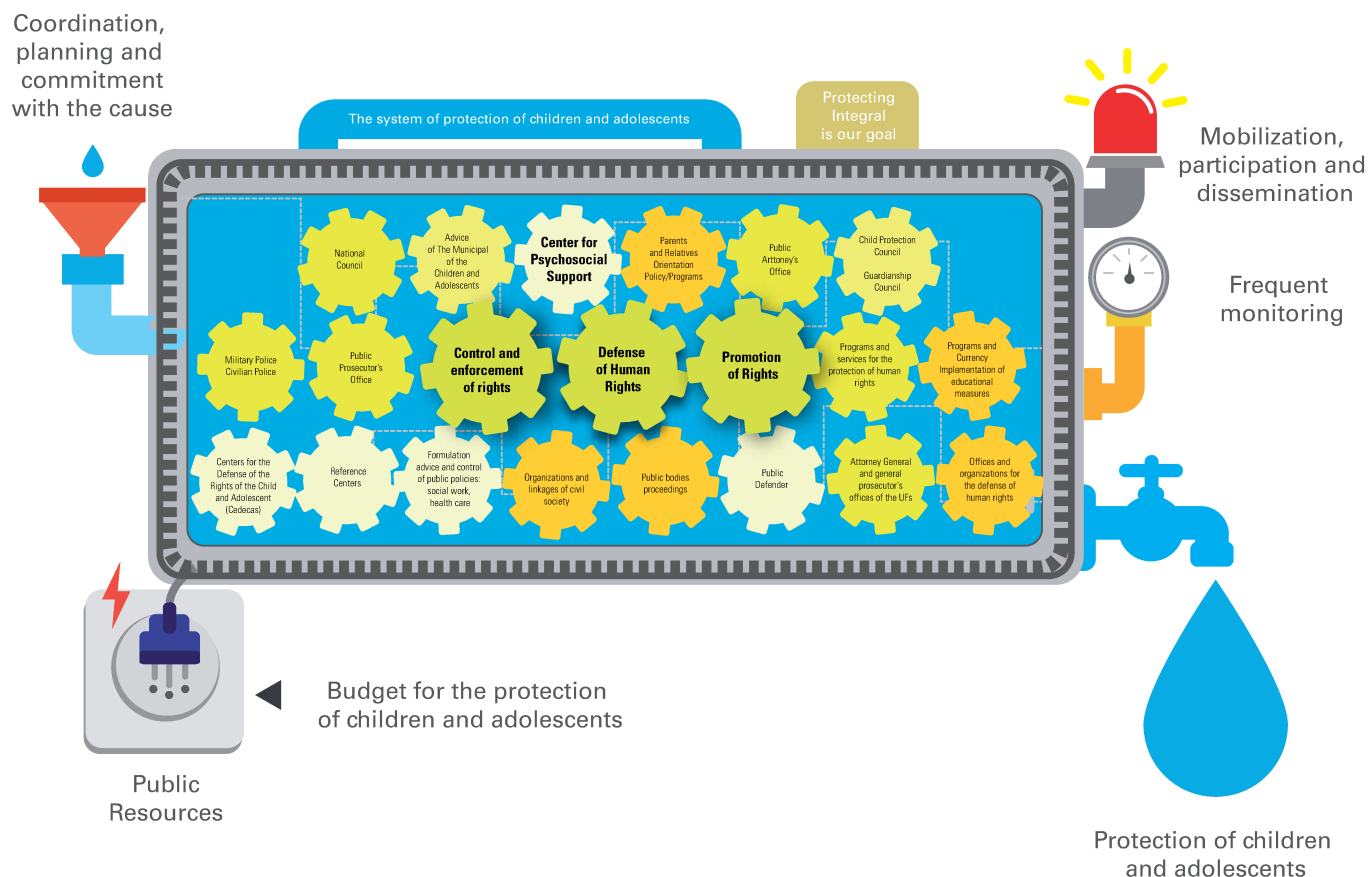 Coordination,
planning and
commitment
with the cause
The system of protection of children and adolescents
Protecting
Integral
is our goal
Mobilization,
participation and
dissemination
Frequent
monitoring
National
Council
Advice
of The Municipal
of the
Children and
Adolescents
Center for
Psychosocial
Support
Parents
and Relatives
Orientation
Policy/Programs
Public
Arttoney's
Office
Child Protection
Council
Guardianship
Council
Military Police
Civilian Police
Public
Prosecutor's
Office
Control and
enforcement
of rights
Defense
of Human
Rights
Promotion
of Rights
Programs and
services for the
protection of human
rights
Programs and
Currency
Implementation of
educational
measures
Centers for the
Defense of the
Rights of the Child
and Adolescent
(Cedecas)
Reference
Centers
Formulation
advice and control
of public policies:
social work,
health care
Organizations and
linkages of civil
society
Public bodies
proceedings
Public
Defender
Attorney General
and general
prosecutor's
offices of the UFs
Offices and
organizations for
the defense of
human rights
Budget for the protection
of children and adolescents
Public
Resources
Protection of children
and adolescents